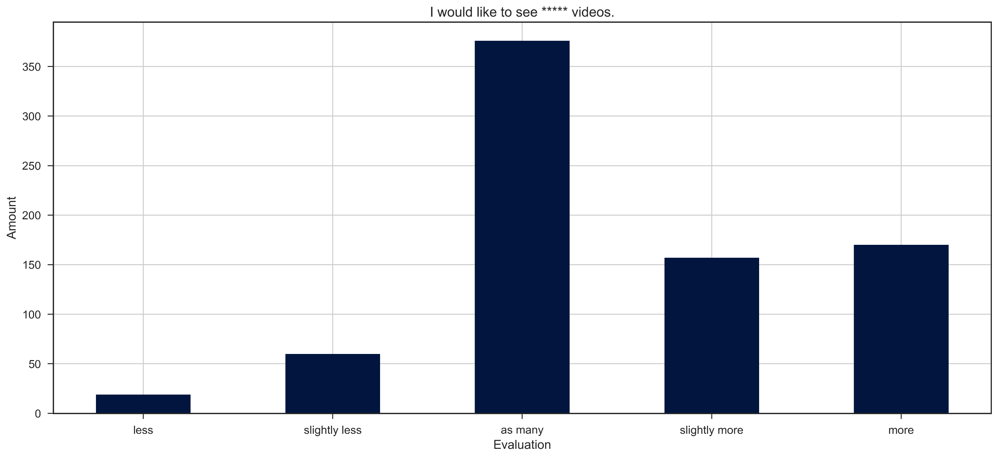 I would like to see ***** videos.
350
300
250
200
150
100
50
0
Amount
less slightly less as many slightly more more
Evaluation